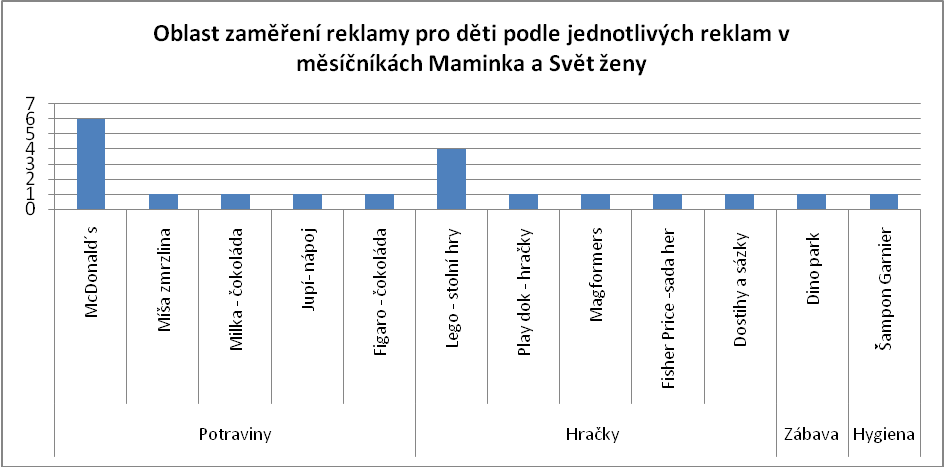 Oblast zaměření reklamy pro děti podle jednotlivých reklam v
měsíčníkách Maminka a Svět ženy
7
6
5
4
3
2
1
0
McDonald´s
Míša zmrzlina
Milka - čokoláda
Jupí- nápoj
Figaro - čokoláda
Lego - stolní hry
Play dok - hračky
Magformers
Fisher Price -sada her
Dostihy a sázky
Dino park
Šampon Garnier
Potraviny
Hračky
Zábava
Hygiena